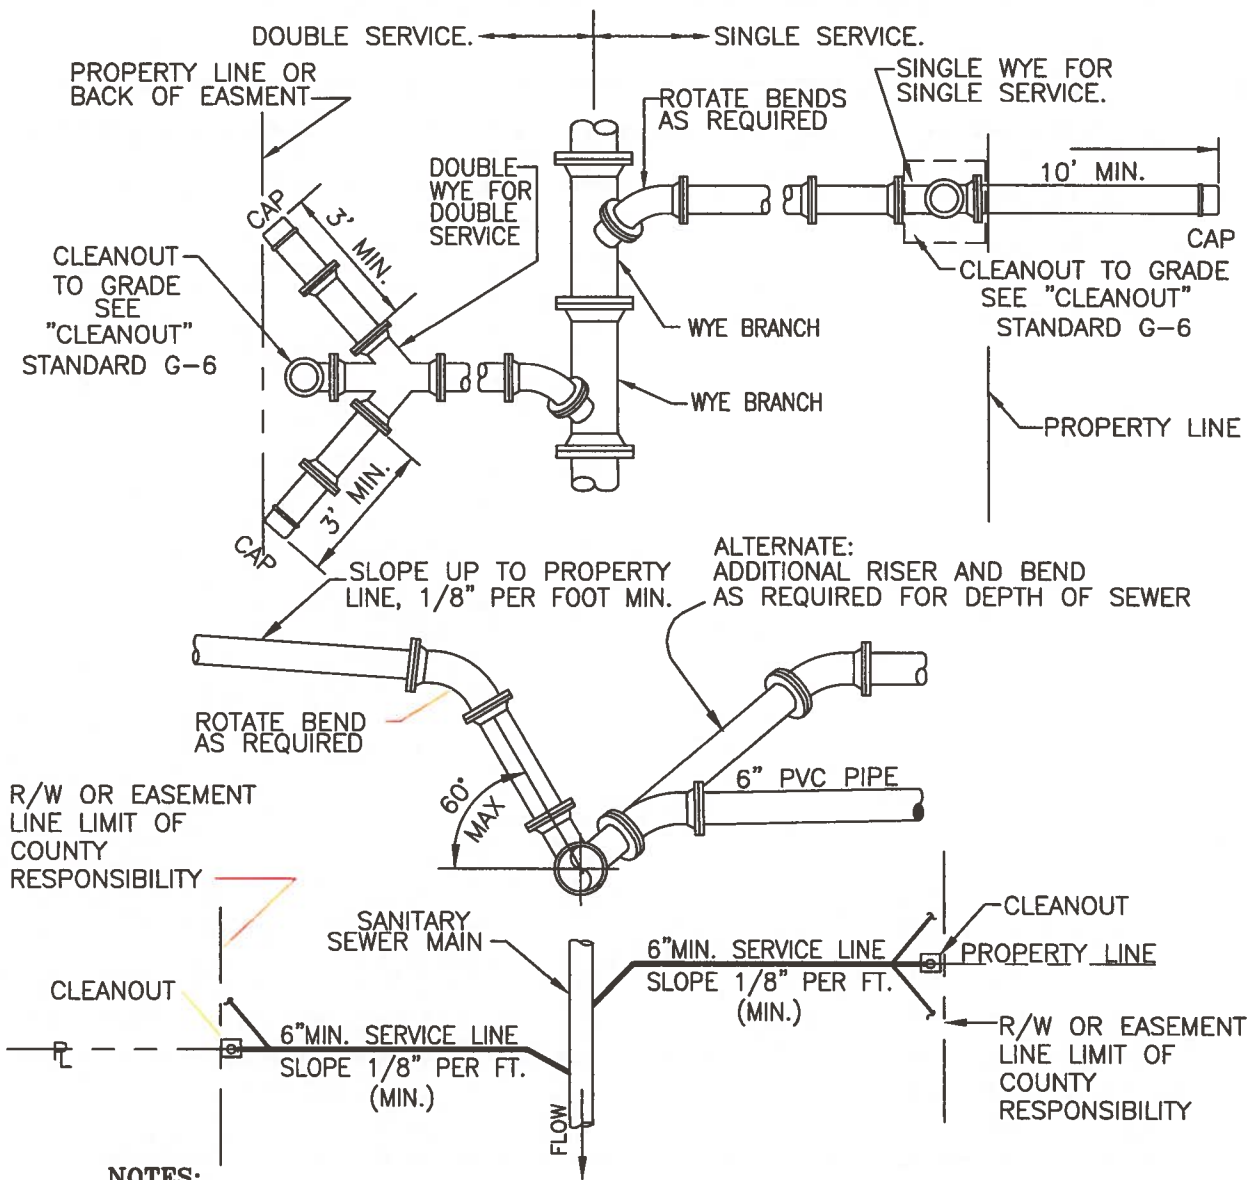 DOUBLE SERVICE.
SINGLE SERVICE.
PROPERTY LINE OR
BACK OF EASMENT
ROTATE BENDS
AS REQUIRED
SINGLE WYE FOR
SINGLE SERVICE.
DOUBLE
WYE FOR
DOUBLE
SERVICE
10' MIN.
CAP
3' MIN.
CAP
CLEANOUT
TO GRADE
SEE
"CLEANOUT"
STANDARD G-6
CLEANOUT TO GRADE
SEE "CLEANOUT"
STANDARD G-6
WYE BRANCH
WYE BRANCH
PROPERTY LINE
3' MIN.
CAP
SLOPE UP TO PROPERTY
LINE, 1/8" PER FOOT MIN.
ALTERNATE:
ADDITIONAL RISER AND BEND
AS REQUIRED FOR DEPTH OF SEWER
ROTATE BEND
AS REQUIRED
60°
MAX
6" PVC PIPE
R/W OR EASEMENT
LINE LIMIT OF
COUNTY
RESPONSIBILITY
SANITARY
SEWER MAIN
6"MIN. SERVICE LINE
SLOPE 1/8" PER FT.
(MIN.)
CLEANOUT
PROPERTY LINE
CLEANOUT
PL
6"MIN. SERVICE LINE
SLOPE 1/8" PER FT.
(MIN.)
R/W OR EASEMENT
LINE LIMIT OF
COUNTY
RESPONSIBILITY
FLOW
NOTES: